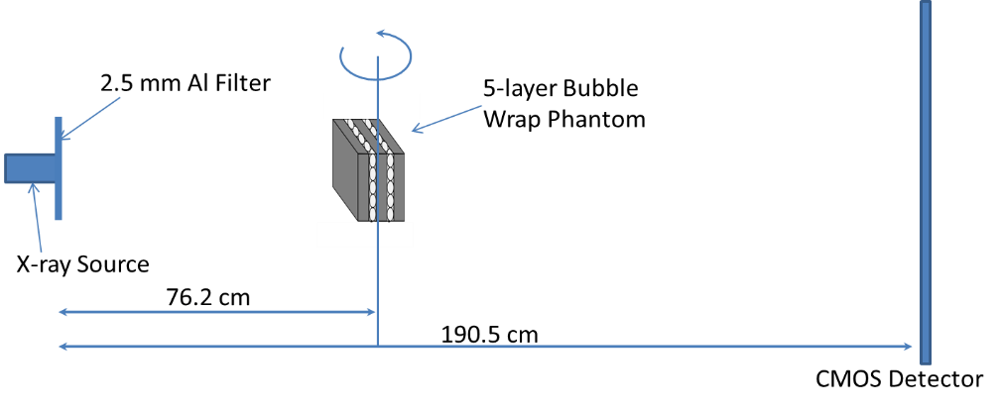 2.5 mm Al Filter
5-layer Bubble
Wrap Phantom
X-ray Source
76.2 cm
190.5 cm
CMOS Detector